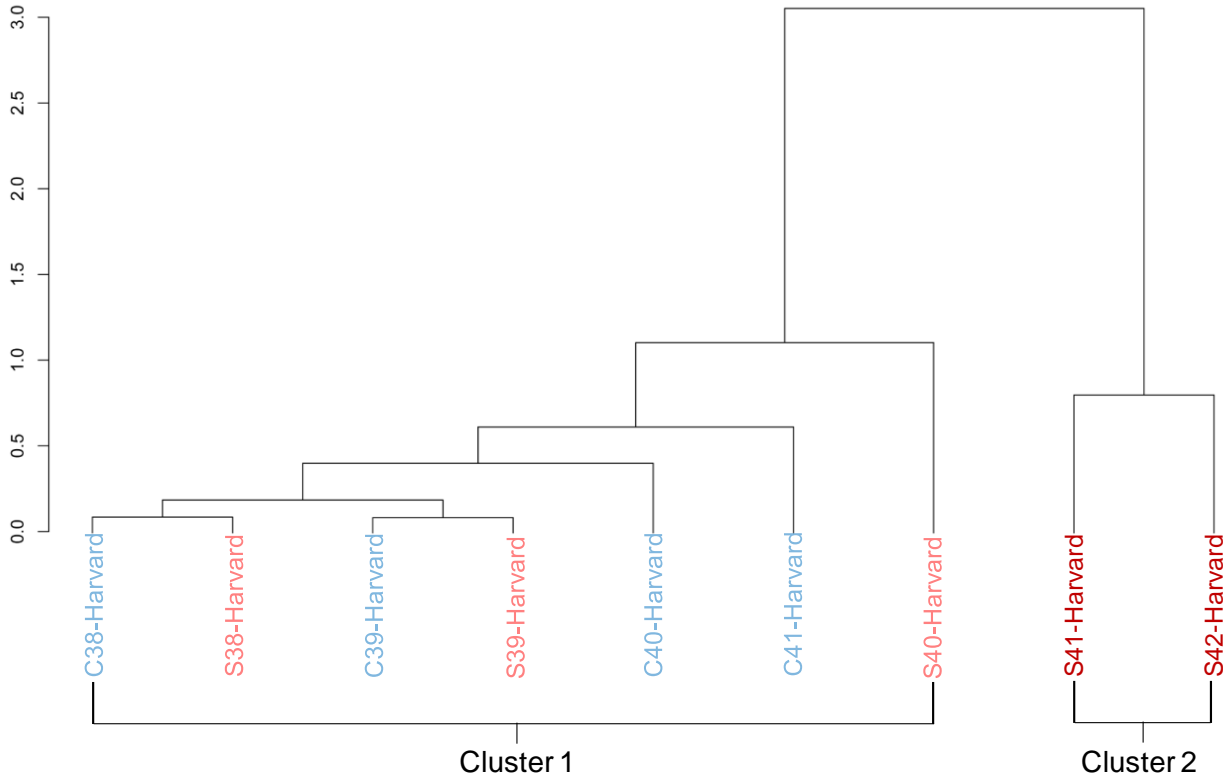 3.0
2.5
2.0
1.5
1.0
0.5
0.0
C38-Harvard
S38-Harvard
C39-Harvard
S39-Harvard
C40-Harvard
C41-Harvard
S40-Harvard
S41-Harvard
S42-Harvard
Cluster 1
Cluster 2